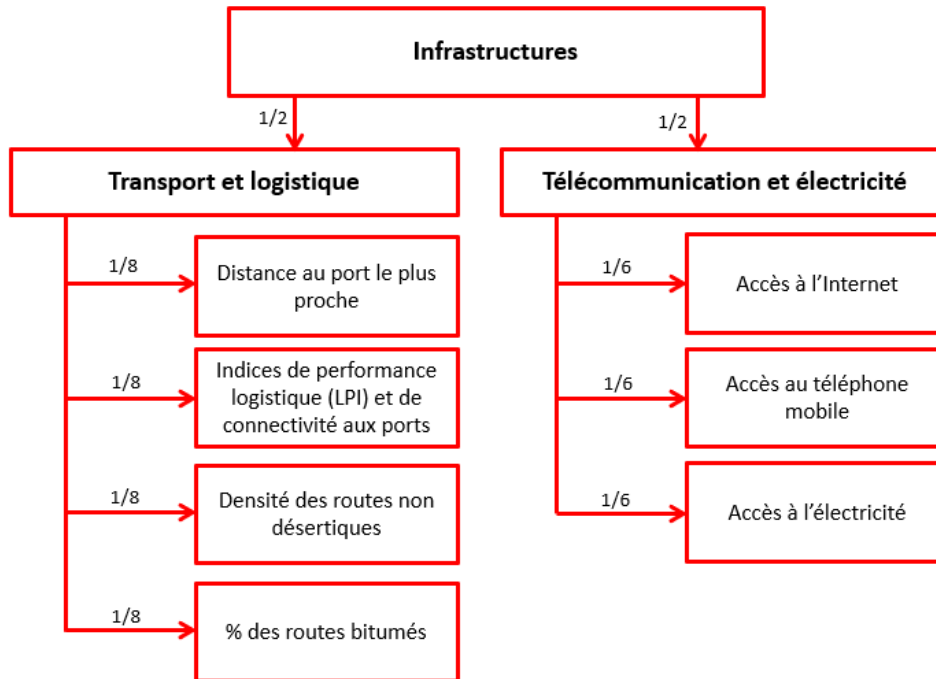 Infrastructures
1/2
1/2
Transport et logistique
Télécommunication et électricité
1/8
Distance au port le plus
proche
1/6
Accès à l'Internet
1/8
Indices de performance
logistique (LPI) et de
connectivité aux ports
1/6
Accès au téléphone
mobile
1/8
Densité des routes non
désertiques
1/6
Accès à l'électricité
1/8
% des routes bitumés